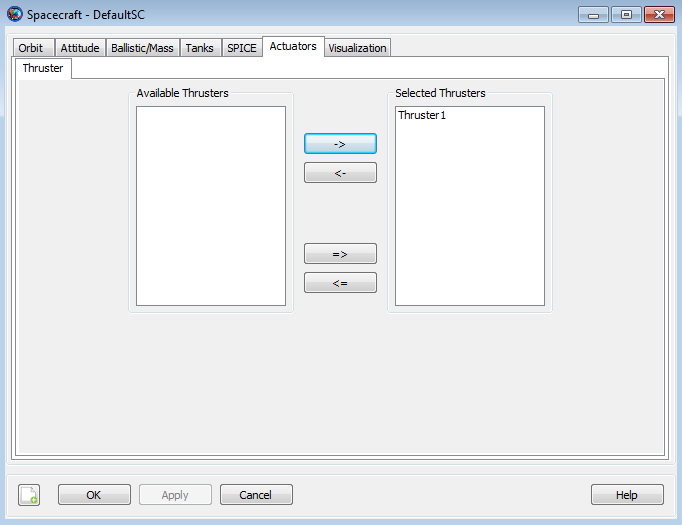 Spacecraft - DefaultSC
Orbit Attitude Ballistic/Mass Tanks SPICE Actuators Visualization
Thruster
Available Thrusters Selected Thrusters
Thruster1
->
<-
=>
<=
OK Apply Cancel Help